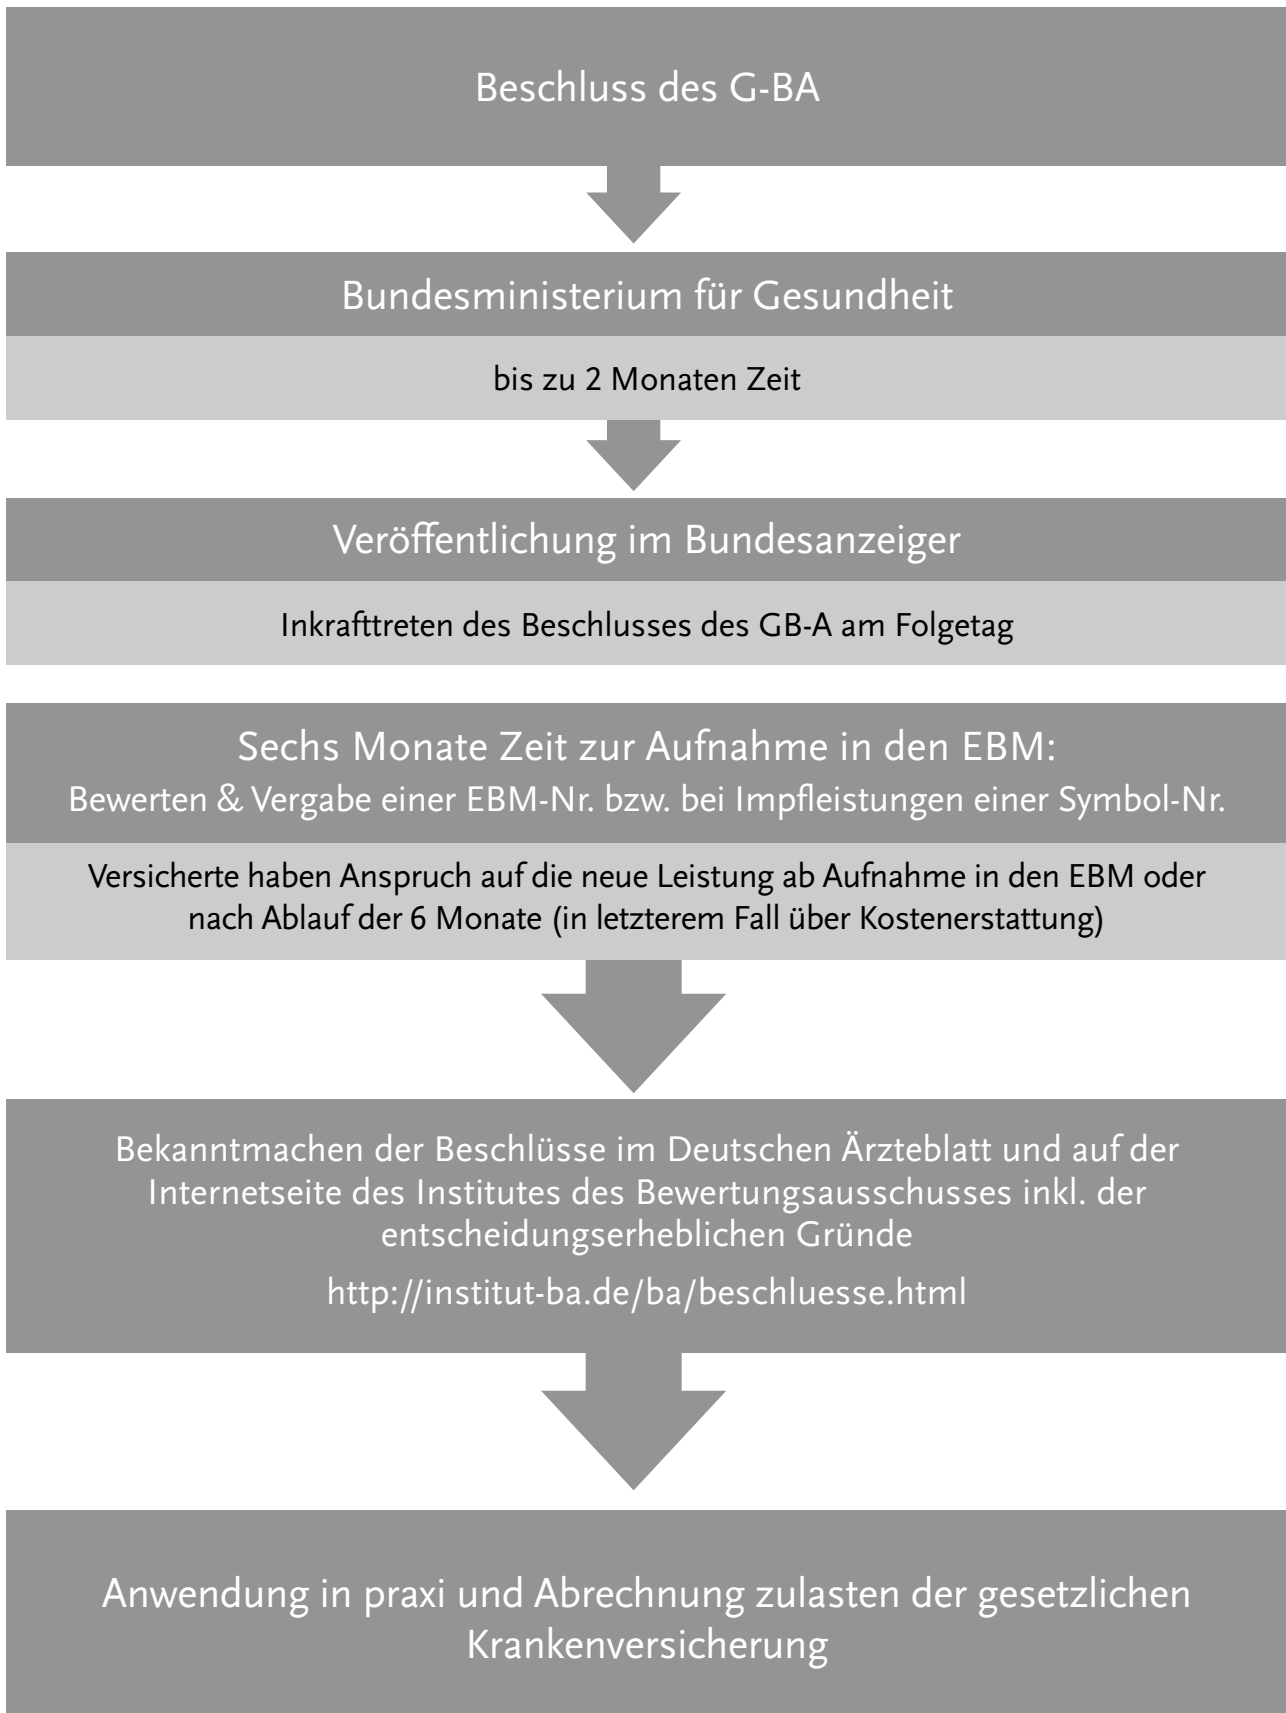 Beschluss des G-BA
Bundesministerium für Gesundheit
bis zu 2 Monaten Zeit
Veröffentlichung im Bundesanzeiger
Inkrafttreten des Beschlusses des GB-A am Folgetag
Sechs Monate Zeit zur Aufnahme in den EBM:
Bewerten & Vergabe einer EBM-Nr. bzw. bei Impfleistungen einer Symbol-Nr.
Versicherte haben Anspruch auf die neue Leistung ab Aufnahme in den EBM oder
nach Ablauf der 6 Monate (in letzterem Fall über Kostenerstattung)
Bekanntmachen der Beschlüsse im Deutschen Ärzteblatt und auf der
Internetseite des Institutes des Bewertungsausschusses inkl. der
entscheidungserheblichen Gründe
http://institut-ba.de/ba/beschluesse.html
Anwendung in praxi und Abrechnung zulasten der gesetzlichen
Krankenversicherung